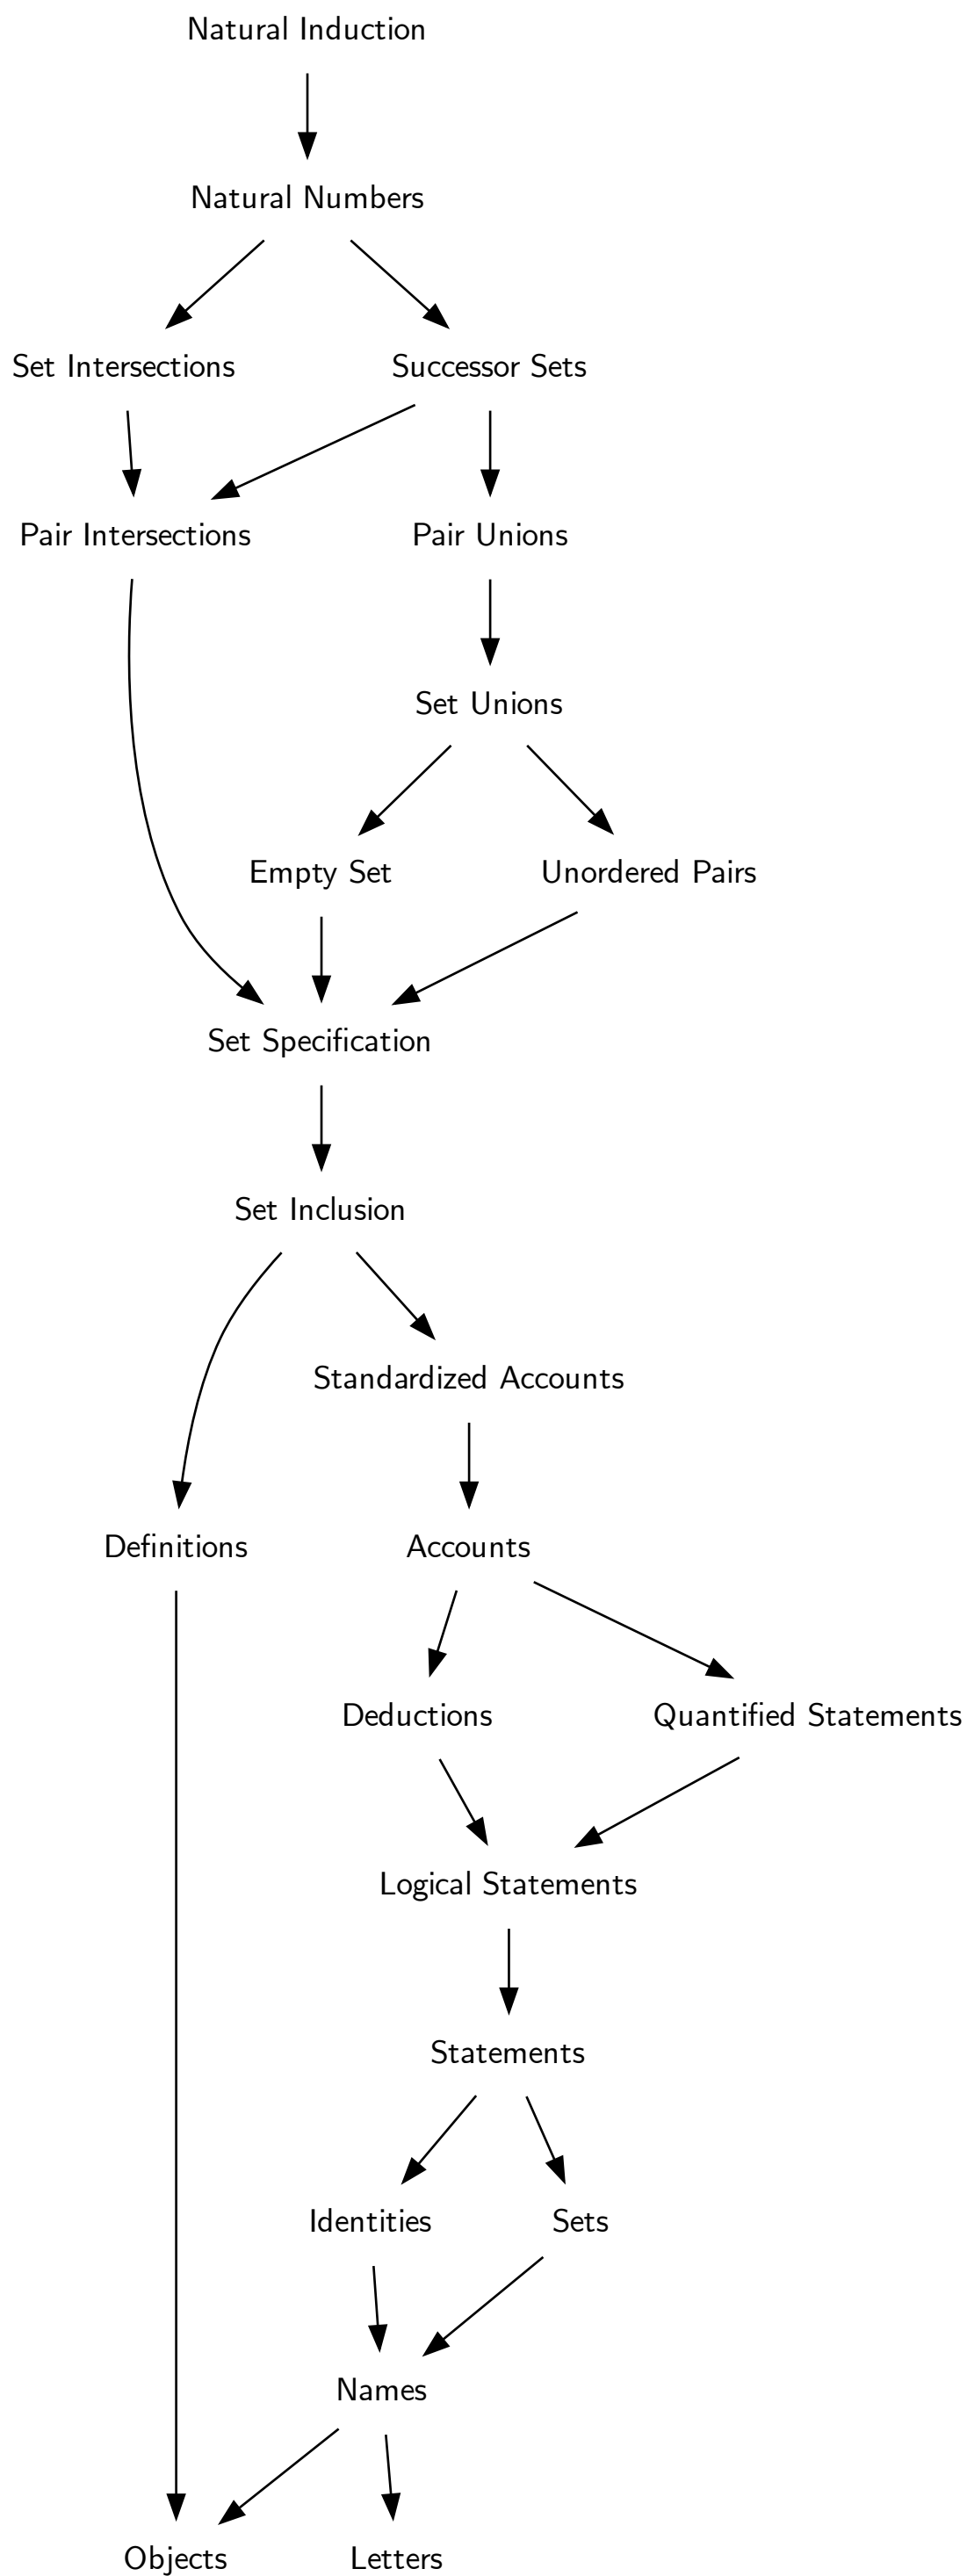 Natural Induction
Natural Numbers
Set Intersections
Successor Sets
Pair Intersections
Pair Unions
Set Unions
Empty Set
Unordered Pairs
Set Specification
Set Inclusion
Standardized Accounts
Definitions
Accounts
Deductions
Quantified Statements
Logical Statements
Statements
Identities
Sets
Names
Objects
Letters